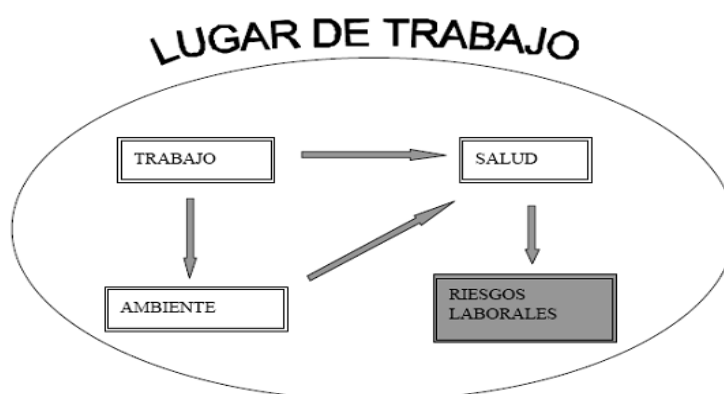 LUGAR DE TRABAJO
TRABAJO
SALUD
AMBIENTE
RIESGOS
LABORALES